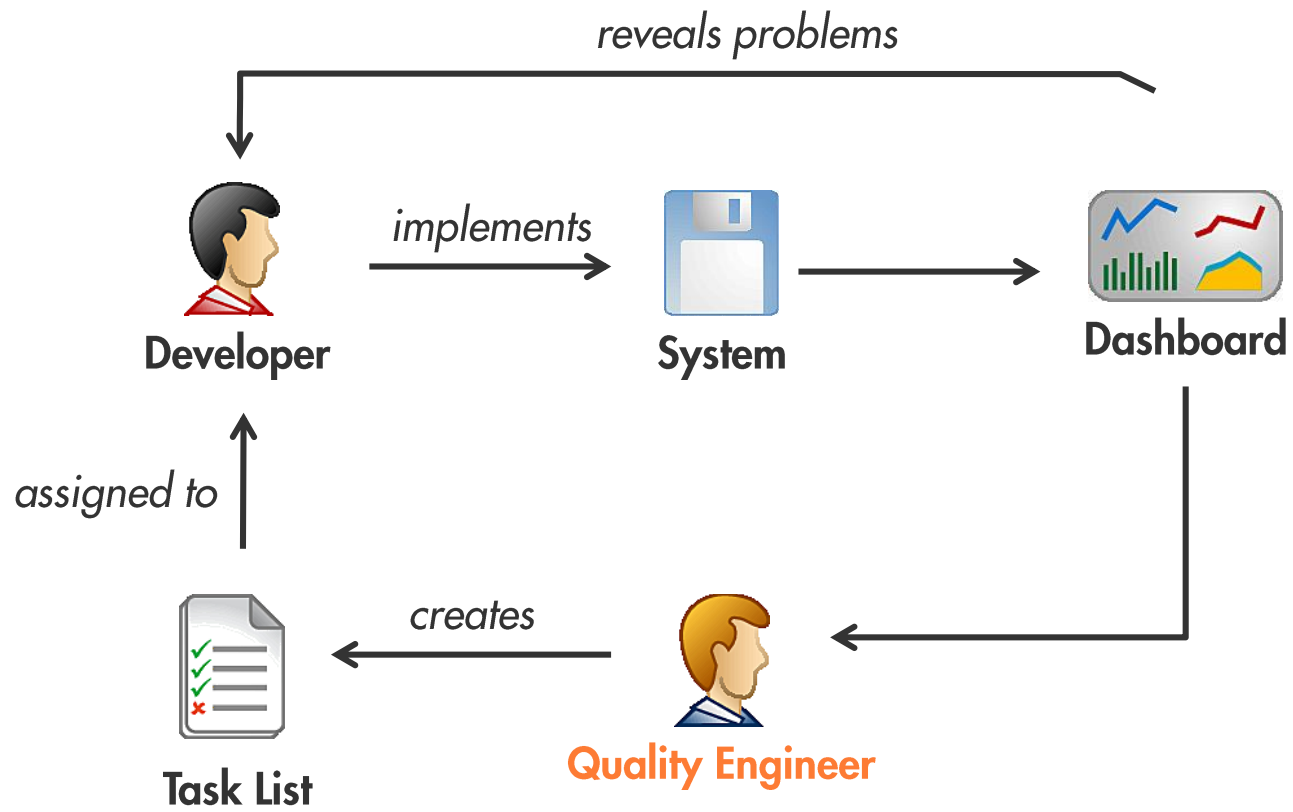 reveals problems
implements
Developer
System
Dashboard
assigned to
creates
Task List
Quality Engineer